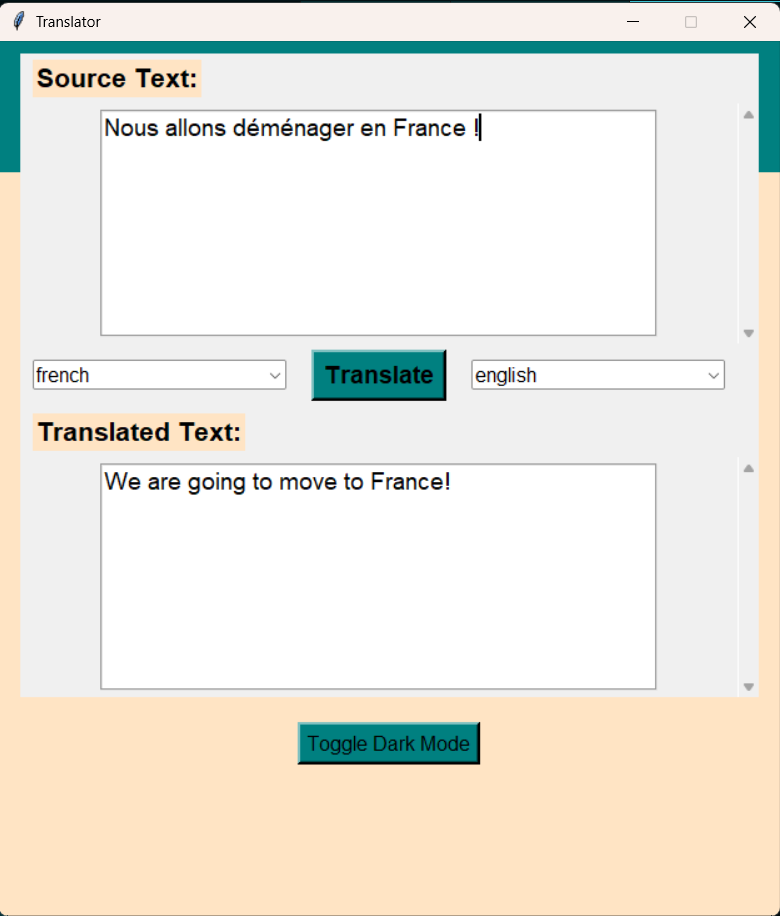 Translator
Source Text:
Nous allons déménager en France !
french
Translate
english
Translated Text:
We are going to move to France!
Toggle Dark Mode